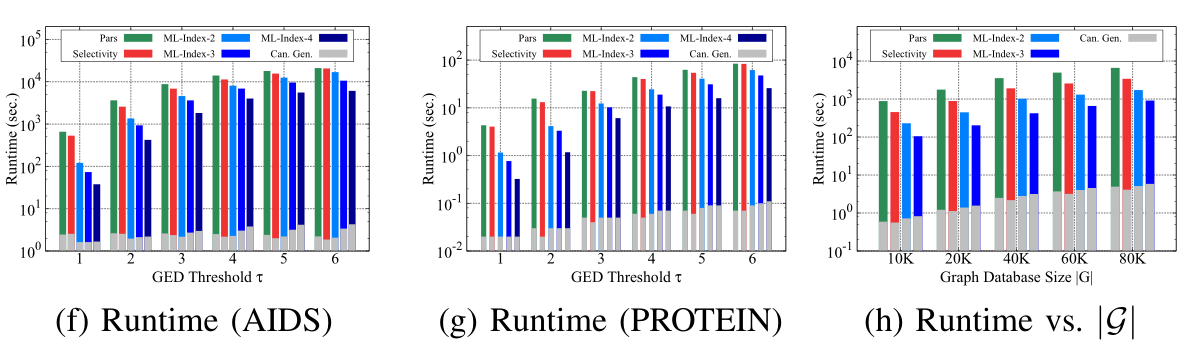 Pars ML-Index-2 ML-Index-4
Selectivity ML-Index-3 Can. Gen.
Runtime (sec.)
10^5
10^4
10^3
10^2
10^1
10^0
1 2 3 4 5 6
GED Threshold τ
(f) Runtime (AIDS)
Pars ML-Index-2 ML-Index-4
Selectivity ML-Index-3 Can. Gen.
Runtime (sec.)
10^2
10^1
10^0
10^-1
10^-2
1 2 3 4 5 6
GED Threshold τ
(g) Runtime (PROTEIN)
Pars ML-Index-2 Can. Gen.
Selectivity ML-Index-3
Runtime (sec.)
10^4
10^3
10^2
10^1
10^0
10^-1
10K 20K 40K 60K 80K
Graph Database Size |G|
(h) Runtime vs. |𝒢|